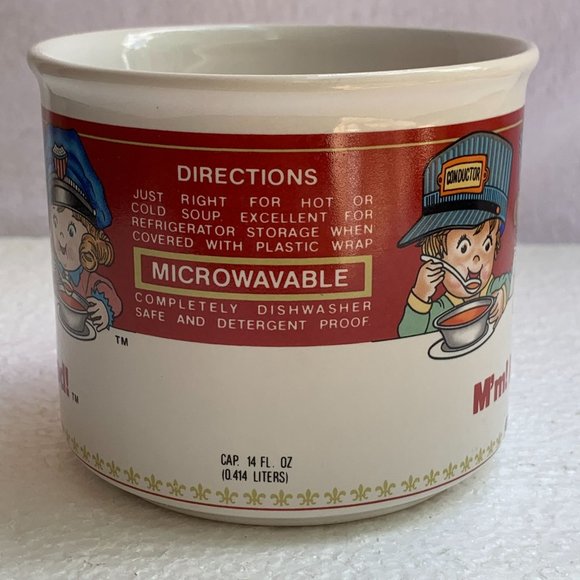 DIRECTIONS
JUST RIGHT FOR HOT OR
COLD SOUP. EXCELLENT FOR
REFRIGERATOR STORAGE WHEN
COVERED WITH PLASTIC WRAP
MICROWAVABLE
COMPLETELY DISHWASHER
SAFE AND DETERGENT PROOF
CONDUCTOR
TM
TM
M'm!
CAP. 14 FL. OZ
(0.414 LITERS)